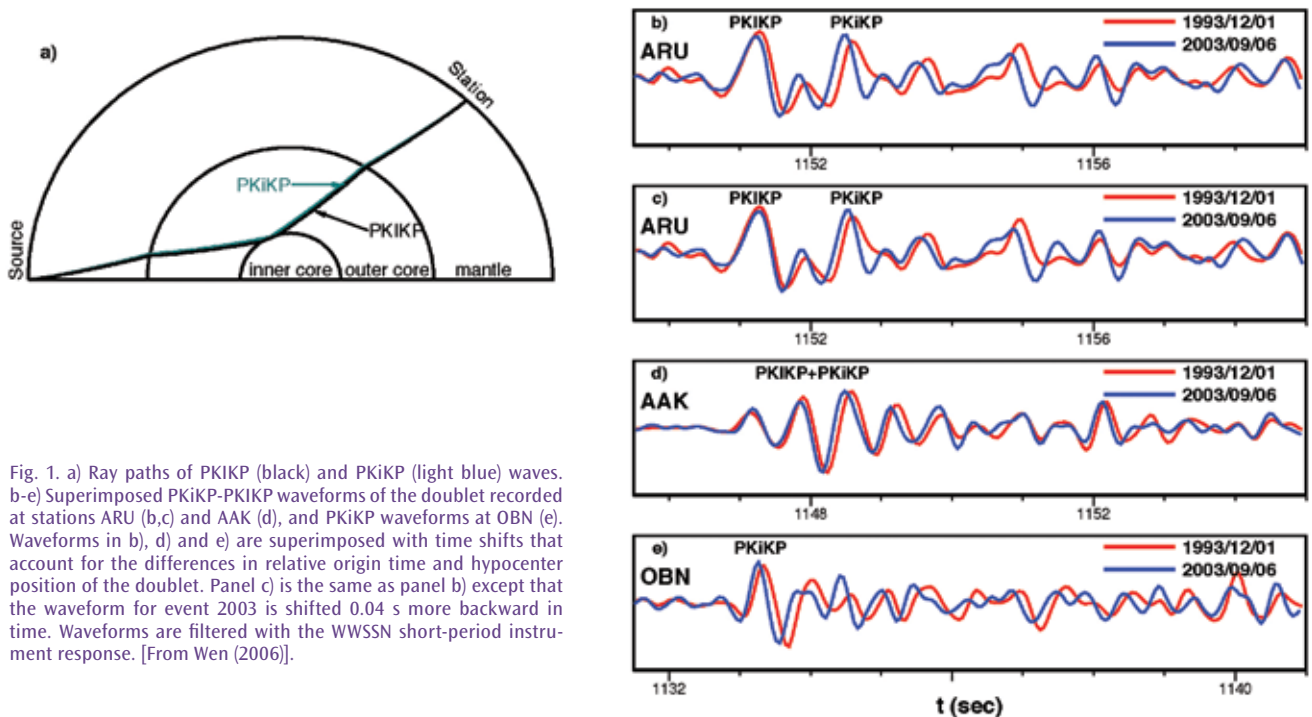 a)
Station
PKiKP
PKIKP
Source
inner core
outer core
mantle
b)
PKIKP
PKiKP
1993/12/01
2003/09/06
ARU
1152
1156
c)
PKIKP
PKiKP
1993/12/01
2003/09/06
ARU
1152
1156
d)
PKIKP+PKiKP
1993/12/01
2003/09/06
AAK
1148
1152
e)
PKiKP
1993/12/01
2003/09/06
OBN
1132
1140
t (sec)
Fig. 1. a) Ray paths of PKIKP (black) and PKiKP (light blue) waves.
b-e) Superimposed PKiKP-PKIKP waveforms of the doublet recorded
at stations ARU (b,c) and AAK (d), and PKiKP waveforms at OBN (e).
Waveforms in b), d) and e) are superimposed with time shifts that
account for the differences in relative origin time and hypocenter
position of the doublet. Panel c) is the same as panel b) except that
the waveform for event 2003 is shifted 0.04 s more backward in
time. Waveforms are filtered with the WWSSN short-period instru-
ment response. [From Wen (2006)].